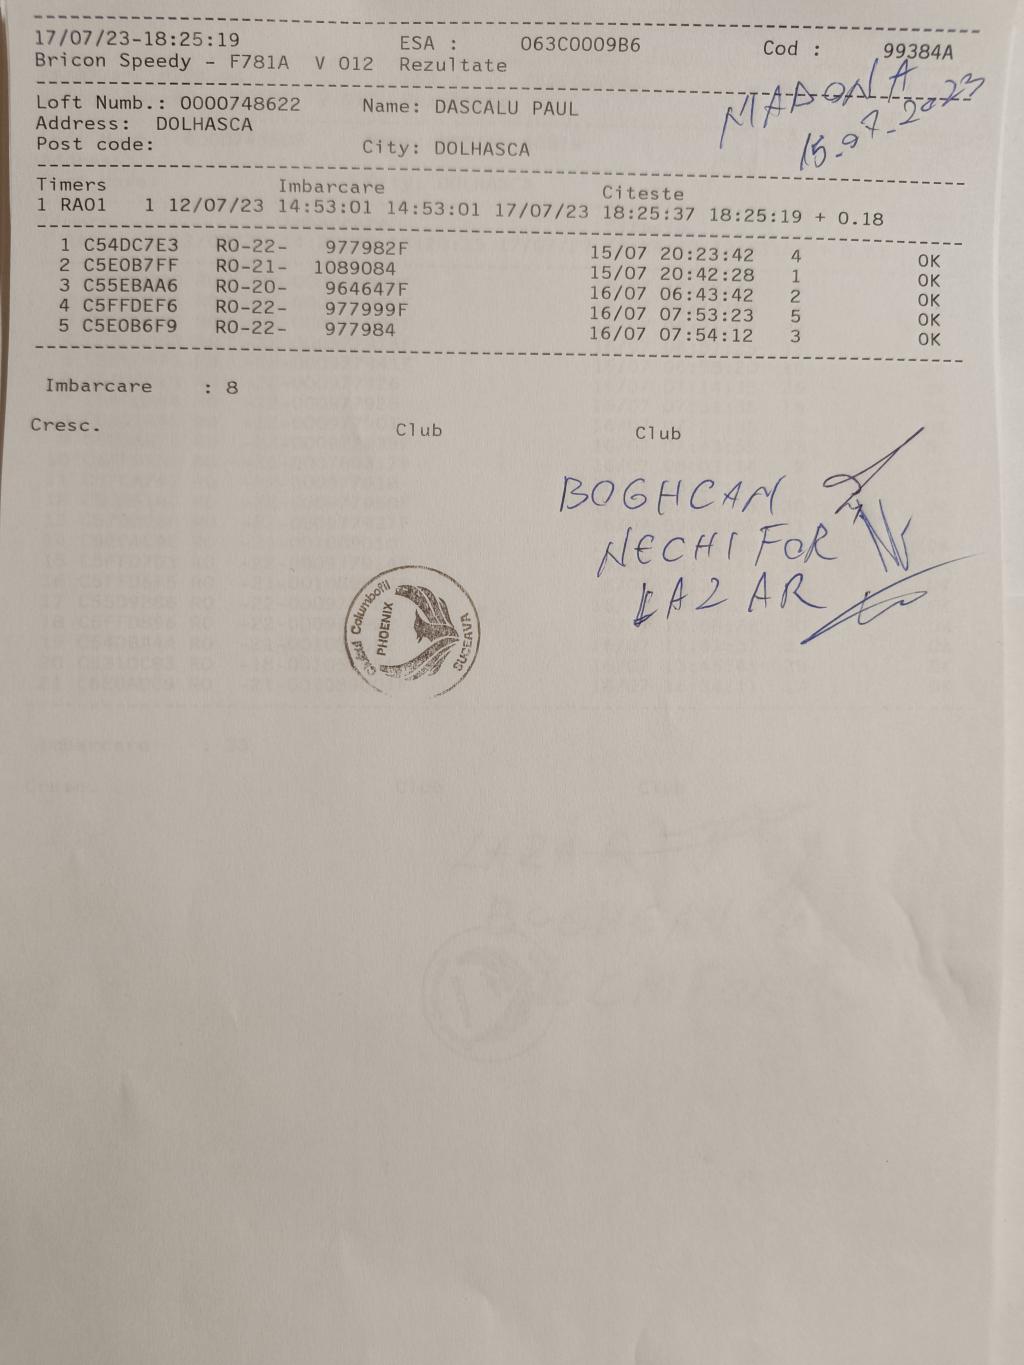 17/07/23-18:25:19 ESA : 063C0009B6 Cod : 99384A
Bricon Speedy - F781A V 012 Rezultate
MADONA
15-07-2023
Loft Numb.: 0000748622 Name: DASCALU PAUL
Address: DOLHASCA
Post code: City: DOLHASCA
Timers Imbarcare Citeste
1 RA01 1 12/07/23 14:53:01 14:53:01 17/07/23 18:25:37 18:25:19 + 0.18
1 C54DC7E3 RO-22- 977982F 15/07 20:23:42 4 OK
2 C5E0B7FF RO-21- 1089084 15/07 20:42:28 1 OK
3 C55EBAA6 RO-20- 964647F 16/07 06:43:42 2 OK
4 C5FFDEF6 RO-22- 977999F 16/07 07:53:23 5 OK
5 C5E0B6F9 RO-22- 977984 16/07 07:54:12 3 OK
Imbarcare : 8
Cresc. Club Club
BOGHCAN
NECHIFOR
LAZAR
Clubul Columbofil
PHOENIX
SUCEAVA